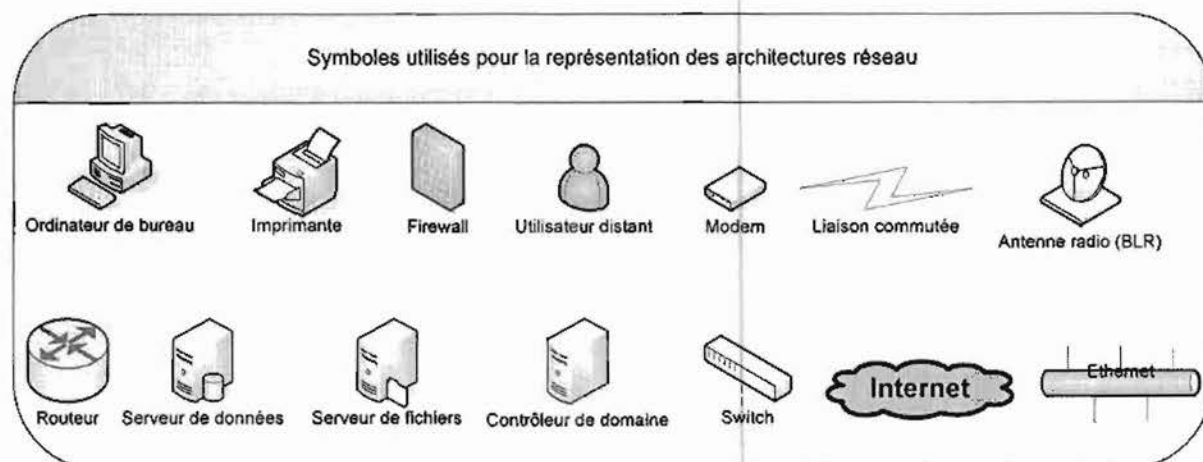 Symboles utilisés pour la représentation des architectures réseau
Ordinateur de bureau
Imprimante
Firewall
Utilisateur distant
Modem
Liaison commutée
Antenne radio (BLR)
Routeur
Serveur de données
Serveur de fichiers
Contrôleur de domaine
Switch
Internet
Ethernet